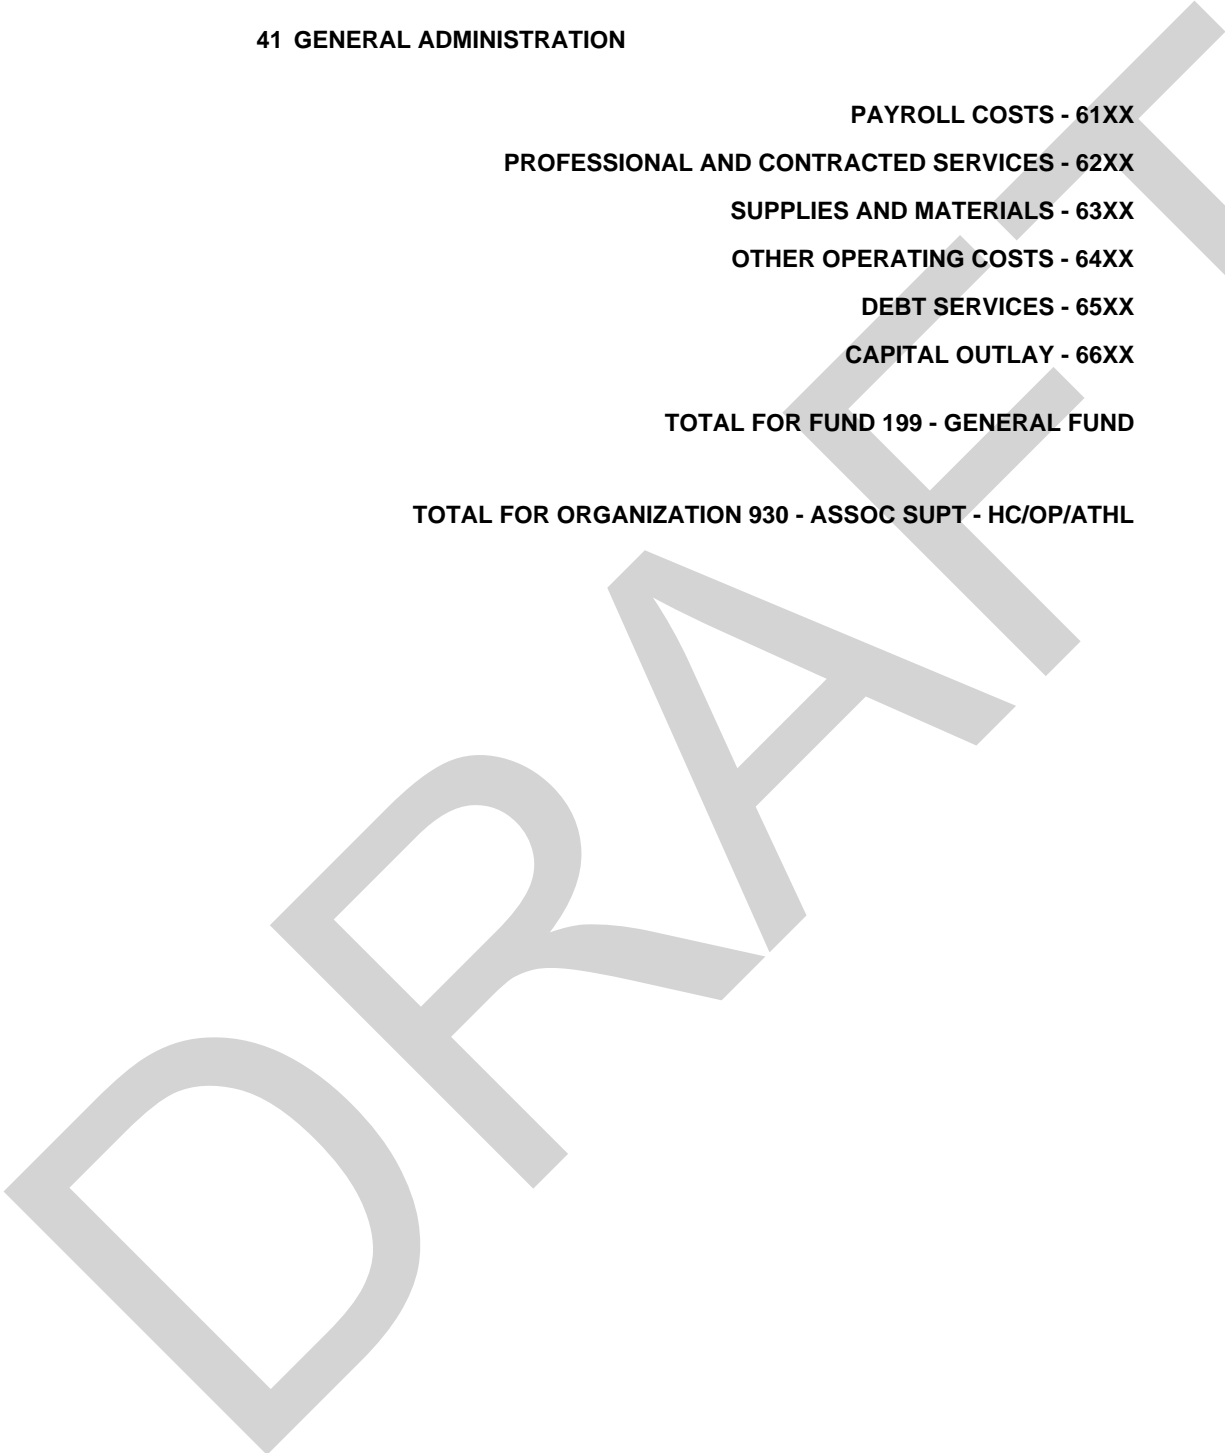 41 GENERAL ADMINISTRATION
PAYROLL COSTS - 61XX
PROFESSIONAL AND CONTRACTED SERVICES - 62XX
SUPPLIES AND MATERIALS - 63XX
OTHER OPERATING COSTS - 64XX
DEBT SERVICES - 65XX
CAPITAL OUTLAY - 66XX
TOTAL FOR FUND 199 - GENERAL FUND
TOTAL FOR ORGANIZATION 930 - ASSOC SUPT - HC/OP/ATHL
DRAFT